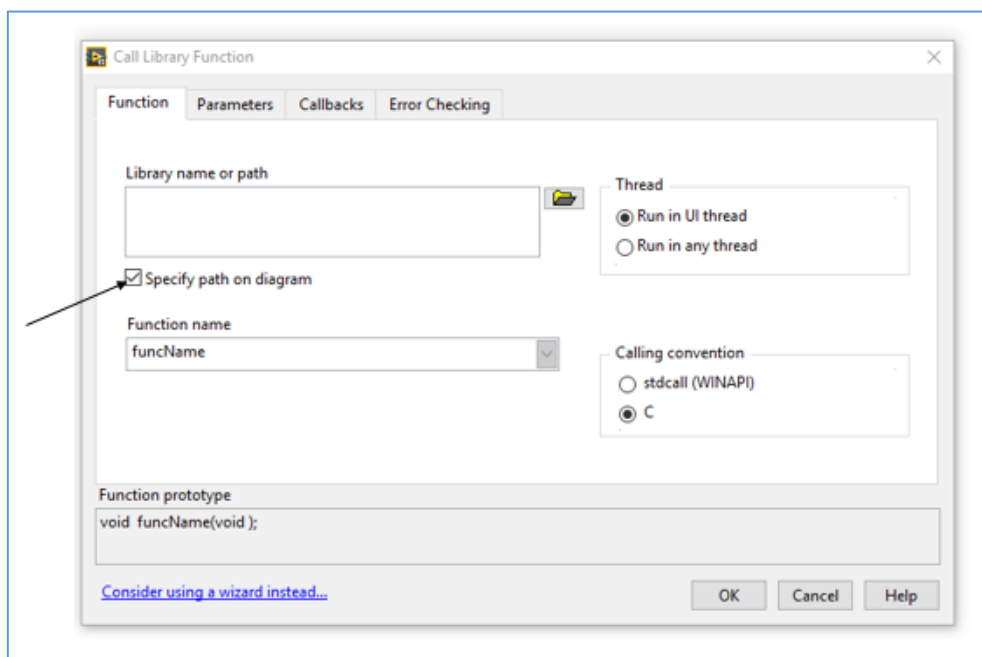 Call Library Function
Function Parameters Callbacks Error Checking
Library name or path
Thread
Run in UI thread
Run in any thread
Specify path on diagram
Function name
funcName
Calling convention
stdcall (WINAPI)
C
Function prototype
void funcName(void );
Consider using a wizard instead...
OK Cancel Help